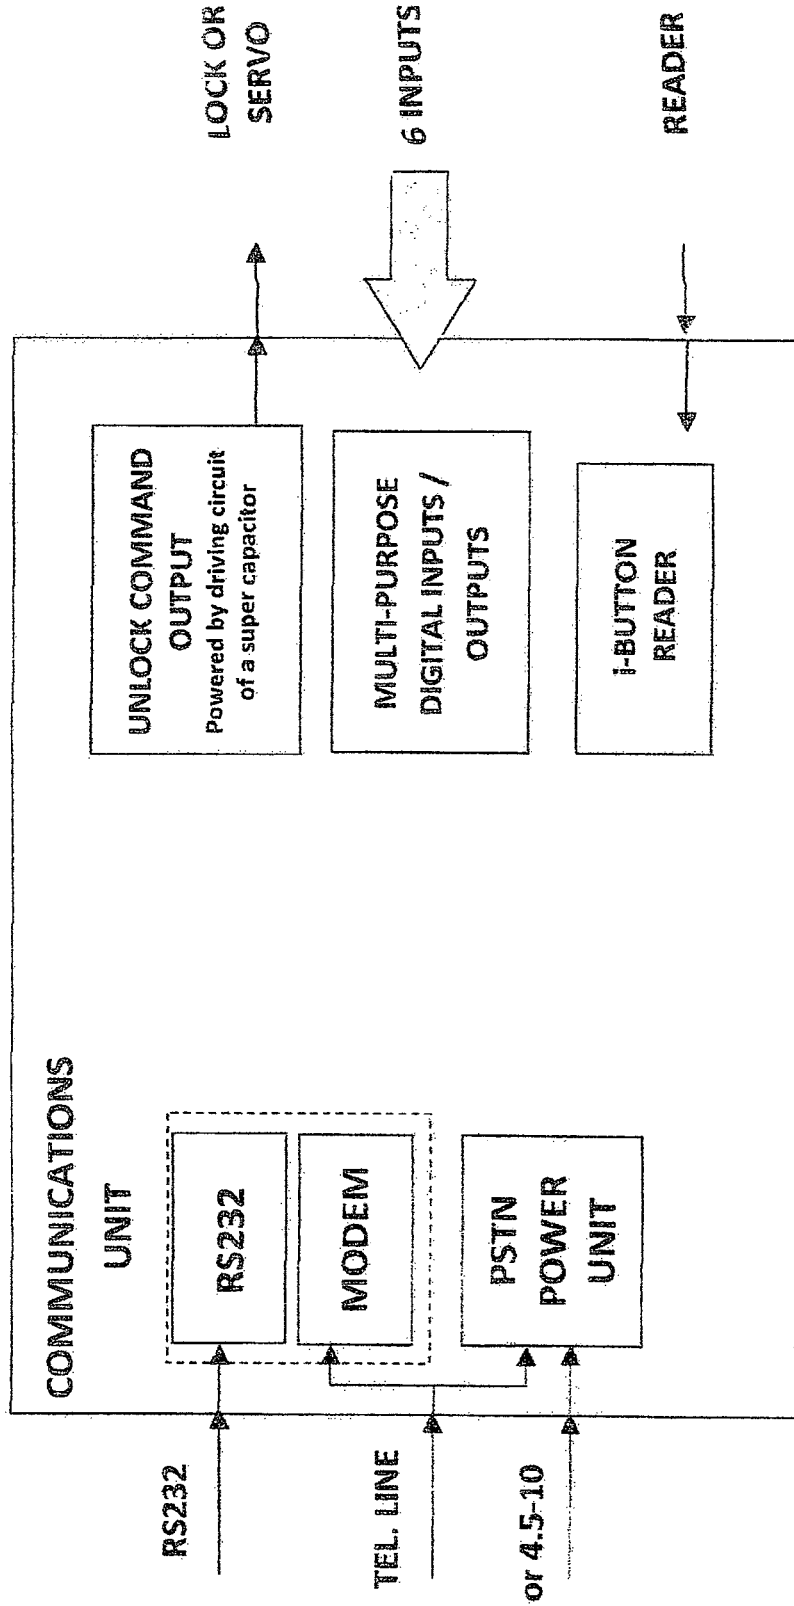 COMMUNICATIONS
UNIT
RS232
TEL. LINE
or 4.5-10
RS232
MODEM
PSTN
POWER
UNIT
UNLOCK COMMAND
OUTPUT
Powered by driving circuit
of a super capacitor
MULTI-PURPOSE
DIGITAL INPUTS /
OUTPUTS
i-BUTTON
READER
LOCK OR
SERVO
6 INPUTS
READER